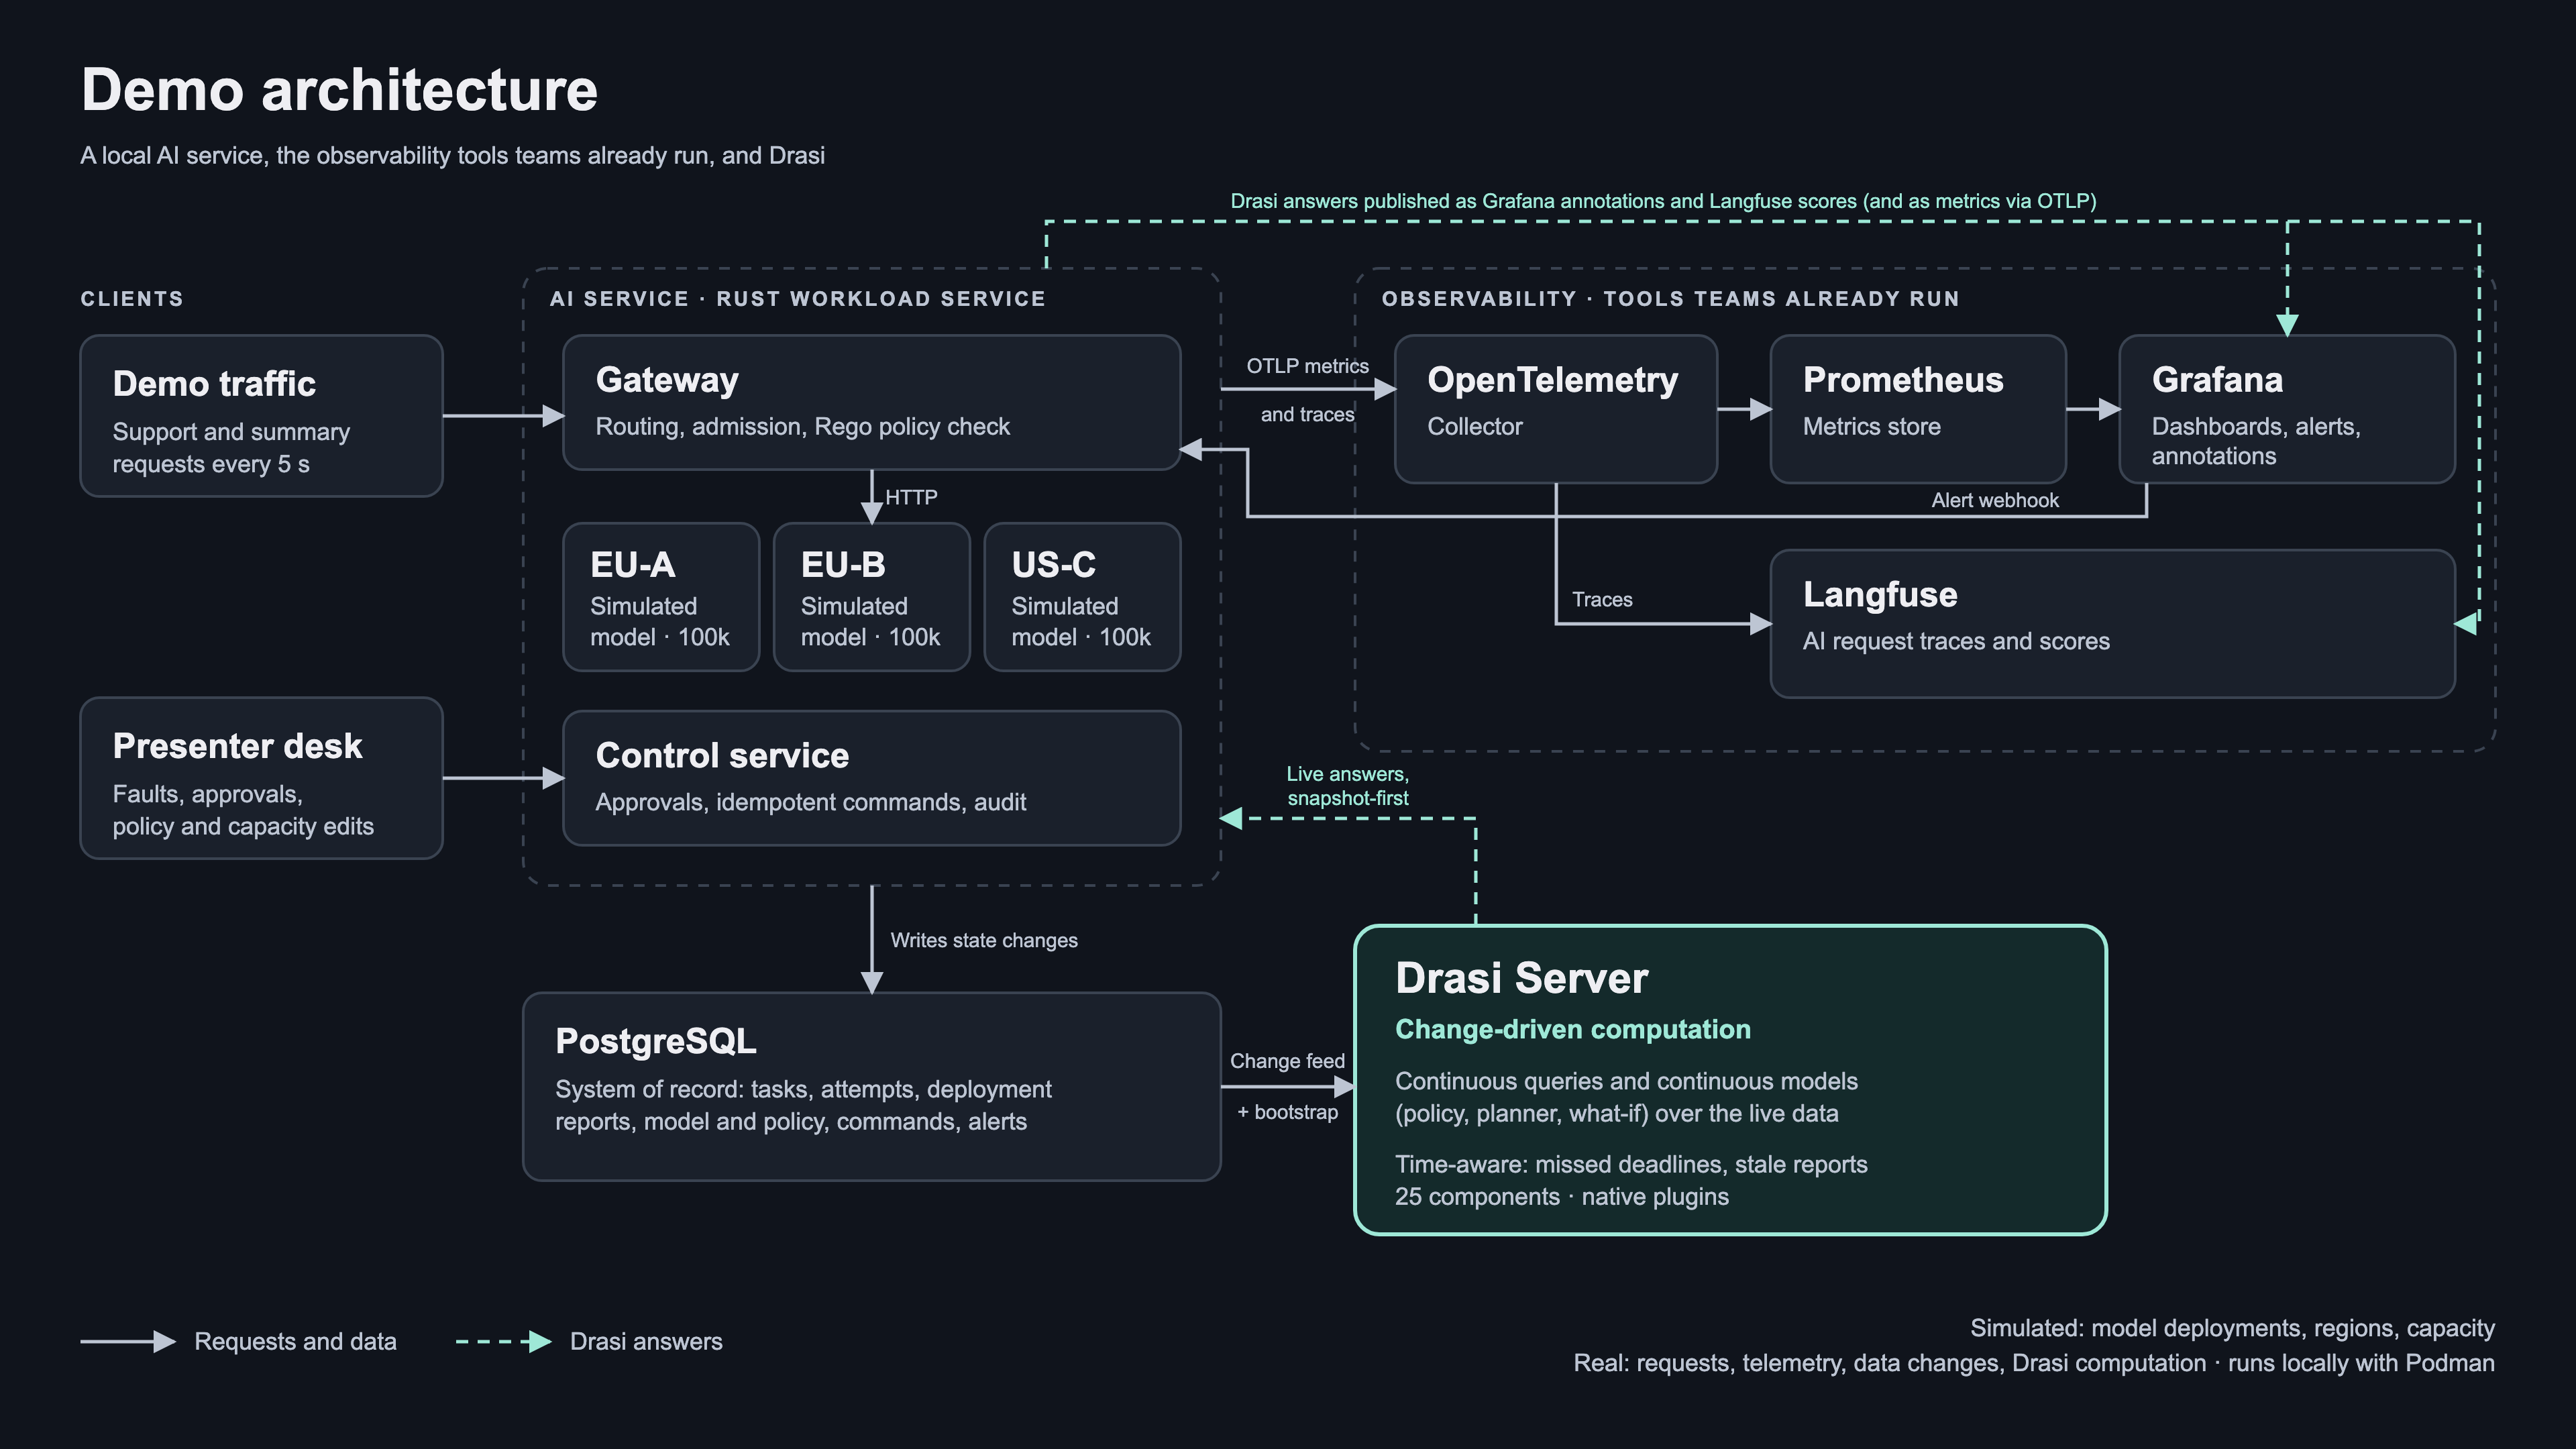 Demo architecture
A local AI service, the observability tools teams already run, and Drasi
Drasi answers published as Grafana annotations and Langfuse scores (and as metrics via OTLP)
CLIENTS
Demo traffic
Support and summary
requests every 5 s
Presenter desk
Faults, approvals,
policy and capacity edits
AI SERVICE · RUST WORKLOAD SERVICE
Gateway
Routing, admission, Rego policy check
HTTP
EU-A
Simulated
model · 100k
EU-B
Simulated
model · 100k
US-C
Simulated
model · 100k
Control service
Approvals, idempotent commands, audit
OTLP metrics
and traces
OBSERVABILITY · TOOLS TEAMS ALREADY RUN
OpenTelemetry
Collector
Prometheus
Metrics store
Grafana
Dashboards, alerts,
annotations
Alert webhook
Traces
Langfuse
AI request traces and scores
Live answers,
snapshot-first
Writes state changes
PostgreSQL
System of record: tasks, attempts, deployment
reports, model and policy, commands, alerts
Change feed
+ bootstrap
Drasi Server
Change-driven computation
Continuous queries and continuous models
(policy, planner, what-if) over the live data
Time-aware: missed deadlines, stale reports
25 components · native plugins
Requests and data
Drasi answers
Simulated: model deployments, regions, capacity
Real: requests, telemetry, data changes, Drasi computation · runs locally with Podman